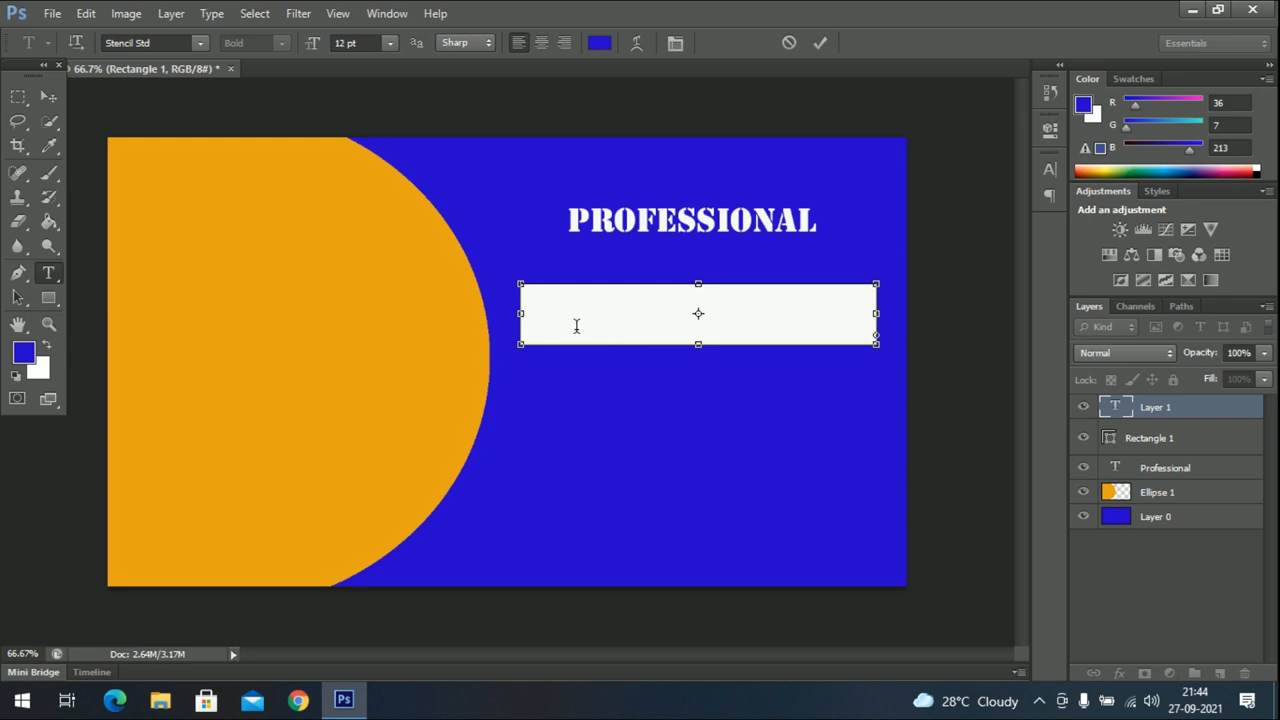 Ps File Edit Image Layer Type Select Filter View Window Help
T Stencil Std Bold 12 pt Sharp Essentials
66.7% (Rectangle 1, RGB/8#) * ×
Color Swatches
R 36
G 7
B 213
Adjustments Styles
Add an adjustment
PROFESSIONAL
Layers Channels Paths
Kind
Normal Opacity: 100%
Lock: Fill: 100%
T Layer 1
Rectangle 1
T Professional
Ellipse 1
Layer 0
66.67% Doc: 2.64M/3.17M
Mini Bridge Timeline
Ps 28°C Cloudy 21:44
27-09-2021